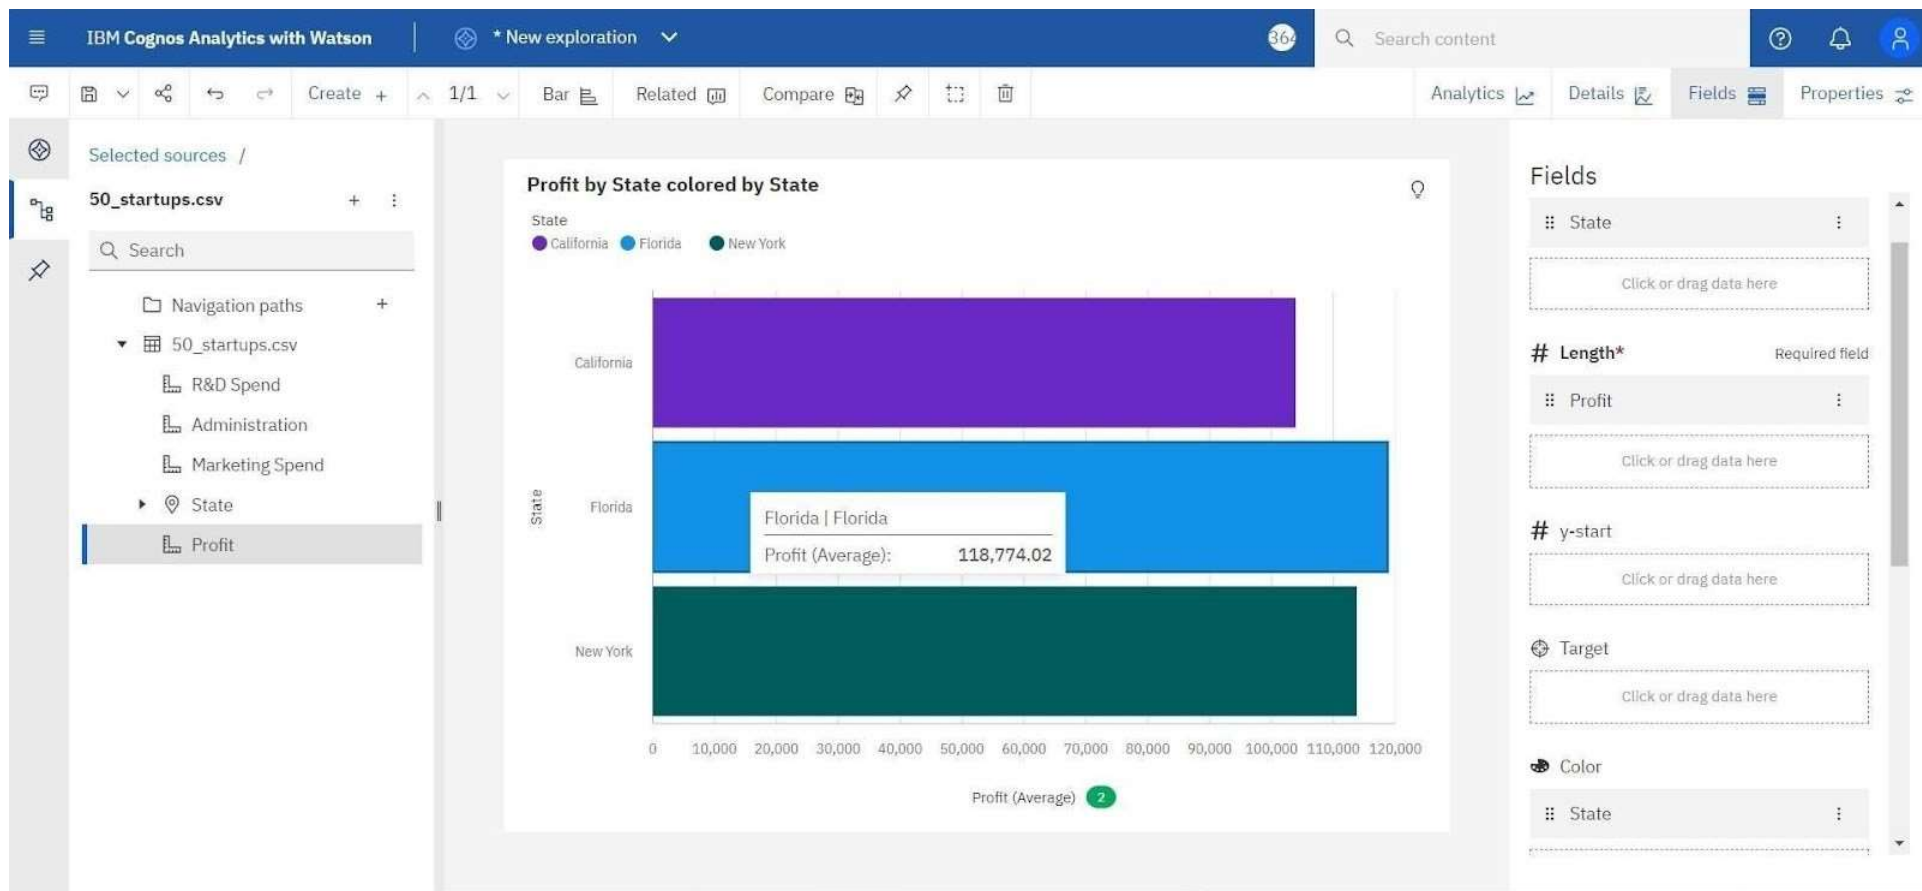 IBM Cognos Analytics with Watson
* New exploration
364
Search content
Create +
1/1
Bar
Related
Compare
Analytics
Details
Fields
Properties
Selected sources /
50_startups.csv
Search
Navigation paths
50_startups.csv
R&D Spend
Administration
Marketing Spend
State
Profit
Profit by State colored by State
State
California Florida New York
California
Florida
New York
State
Florida | Florida
Profit (Average): 118,774.02
0 10,000 20,000 30,000 40,000 50,000 60,000 70,000 80,000 90,000 100,000 110,000 120,000
Profit (Average) 2
Fields
State
Click or drag data here
# Length* Required field
Profit
Click or drag data here
# y-start
Click or drag data here
Target
Click or drag data here
Color
State